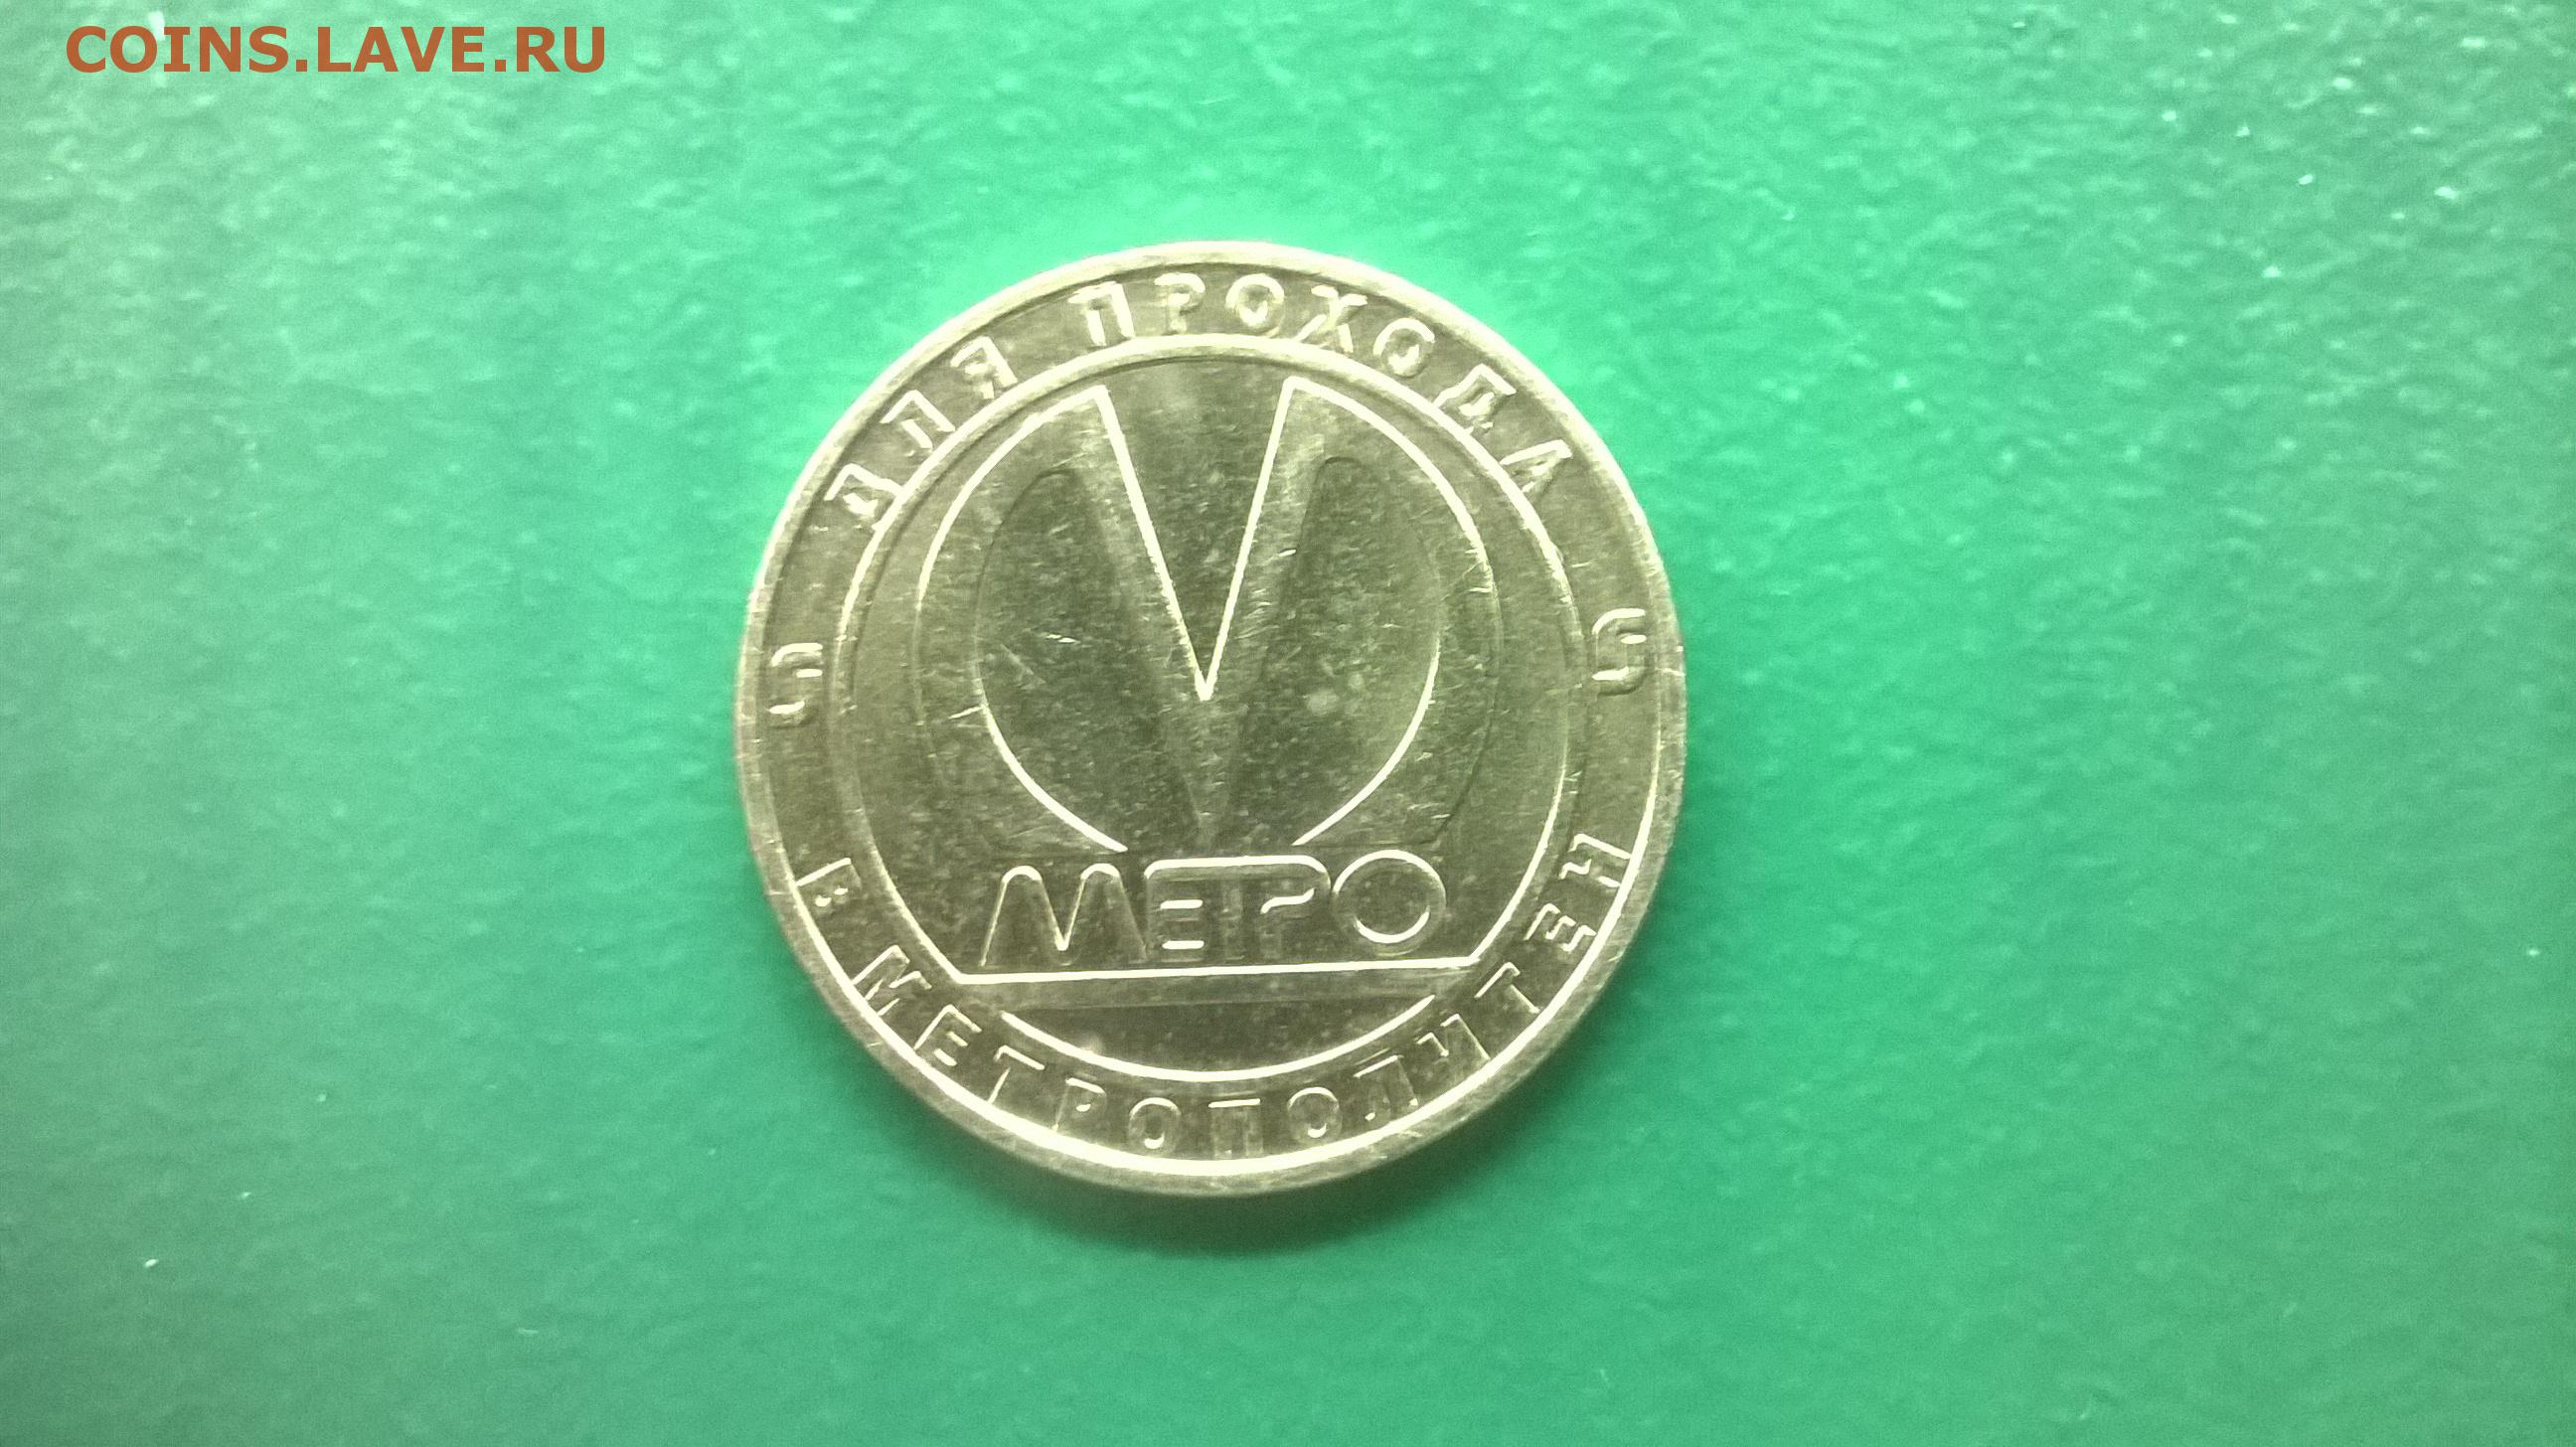 COINS.LAVE.RU
ДЛЯ ПРОХОДА
МЕТРО
В МЕТРОПОЛИТЕН